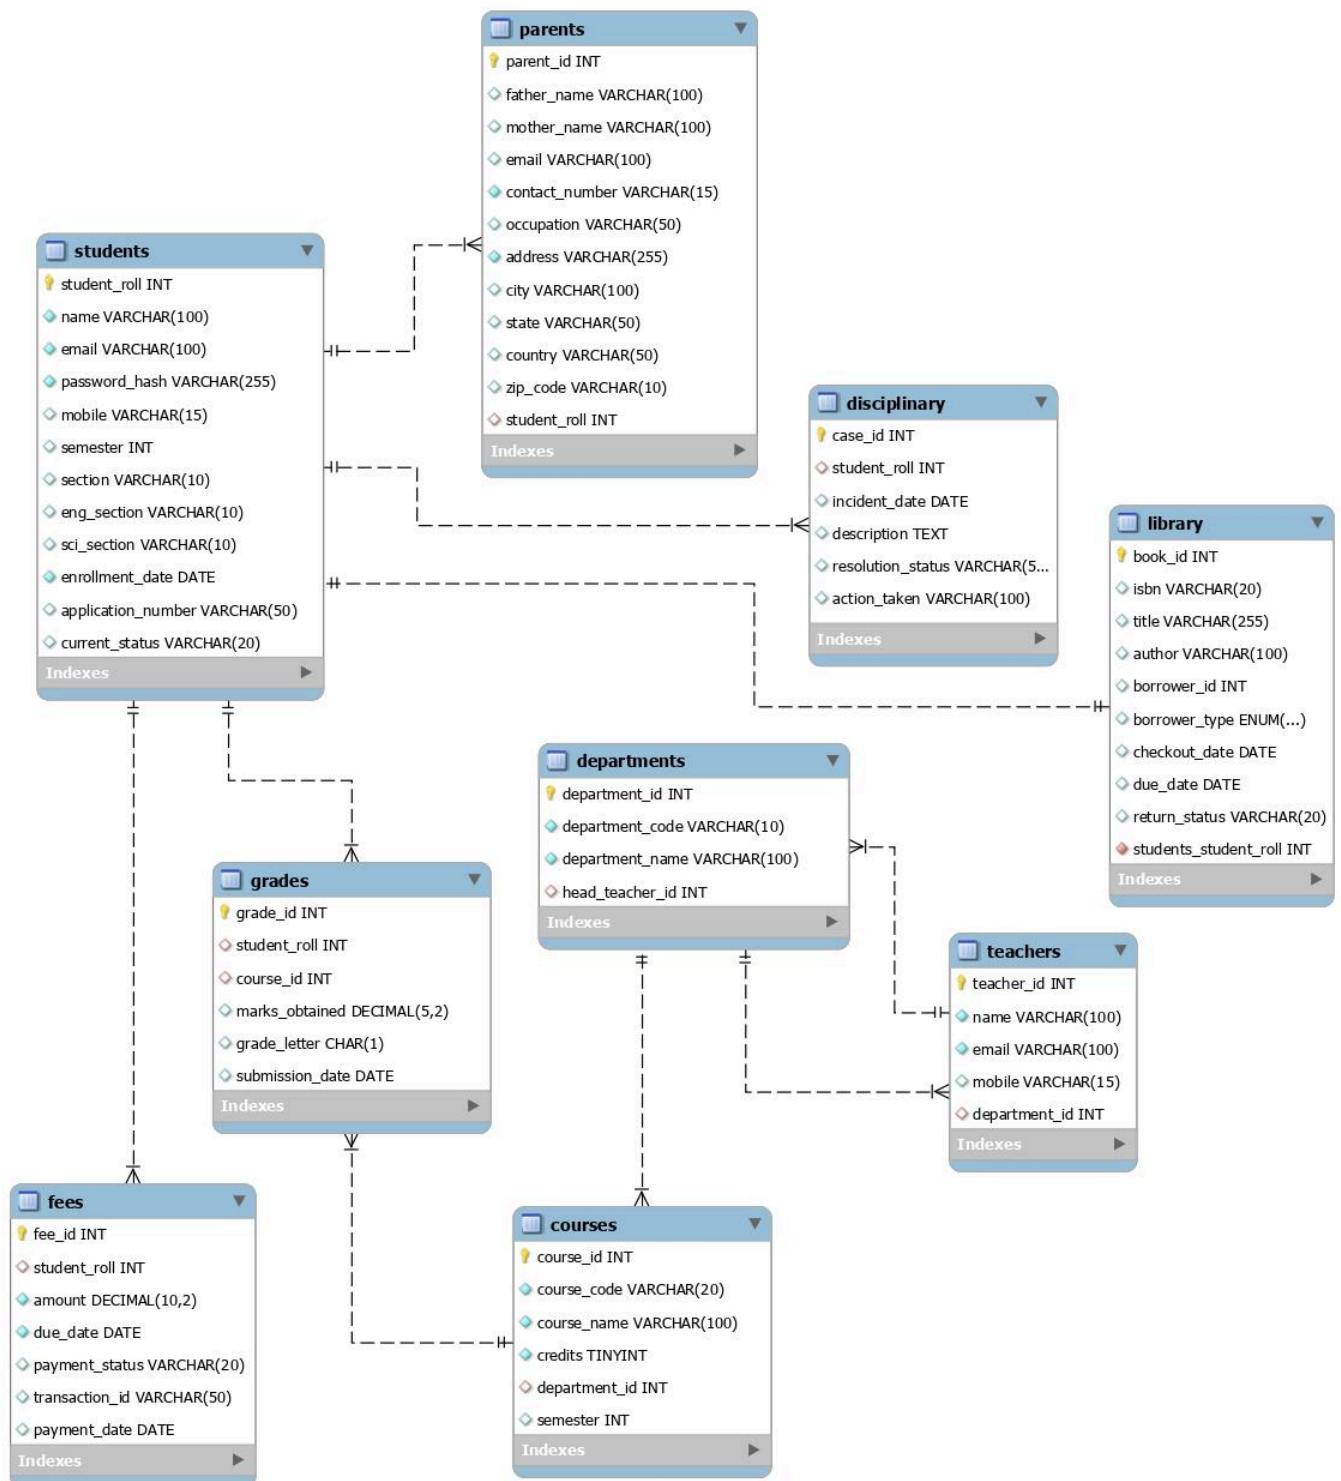 parents
parent_id INT
father_name VARCHAR(100)
mother_name VARCHAR(100)
email VARCHAR(100)
contact_number VARCHAR(15)
occupation VARCHAR(50)
address VARCHAR(255)
city VARCHAR(100)
state VARCHAR(50)
country VARCHAR(50)
zip_code VARCHAR(10)
student_roll INT
Indexes
students
student_roll INT
name VARCHAR(100)
email VARCHAR(100)
password_hash VARCHAR(255)
mobile VARCHAR(15)
semester INT
section VARCHAR(10)
eng_section VARCHAR(10)
sci_section VARCHAR(10)
enrollment_date DATE
application_number VARCHAR(50)
current_status VARCHAR(20)
Indexes
disciplinary
case_id INT
student_roll INT
incident_date DATE
description TEXT
resolution_status VARCHAR(5...
action_taken VARCHAR(100)
Indexes
library
book_id INT
isbn VARCHAR(20)
title VARCHAR(255)
author VARCHAR(100)
borrower_id INT
borrower_type ENUM(...)
checkout_date DATE
due_date DATE
return_status VARCHAR(20)
students_student_roll INT
Indexes
departments
department_id INT
department_code VARCHAR(10)
department_name VARCHAR(100)
head_teacher_id INT
Indexes
grades
grade_id INT
student_roll INT
course_id INT
marks_obtained DECIMAL(5,2)
grade_letter CHAR(1)
submission_date DATE
Indexes
teachers
teacher_id INT
name VARCHAR(100)
email VARCHAR(100)
mobile VARCHAR(15)
department_id INT
Indexes
fees
fee_id INT
student_roll INT
amount DECIMAL(10,2)
due_date DATE
payment_status VARCHAR(20)
transaction_id VARCHAR(50)
payment_date DATE
Indexes
courses
course_id INT
course_code VARCHAR(20)
course_name VARCHAR(100)
credits TINYINT
department_id INT
semester INT
Indexes